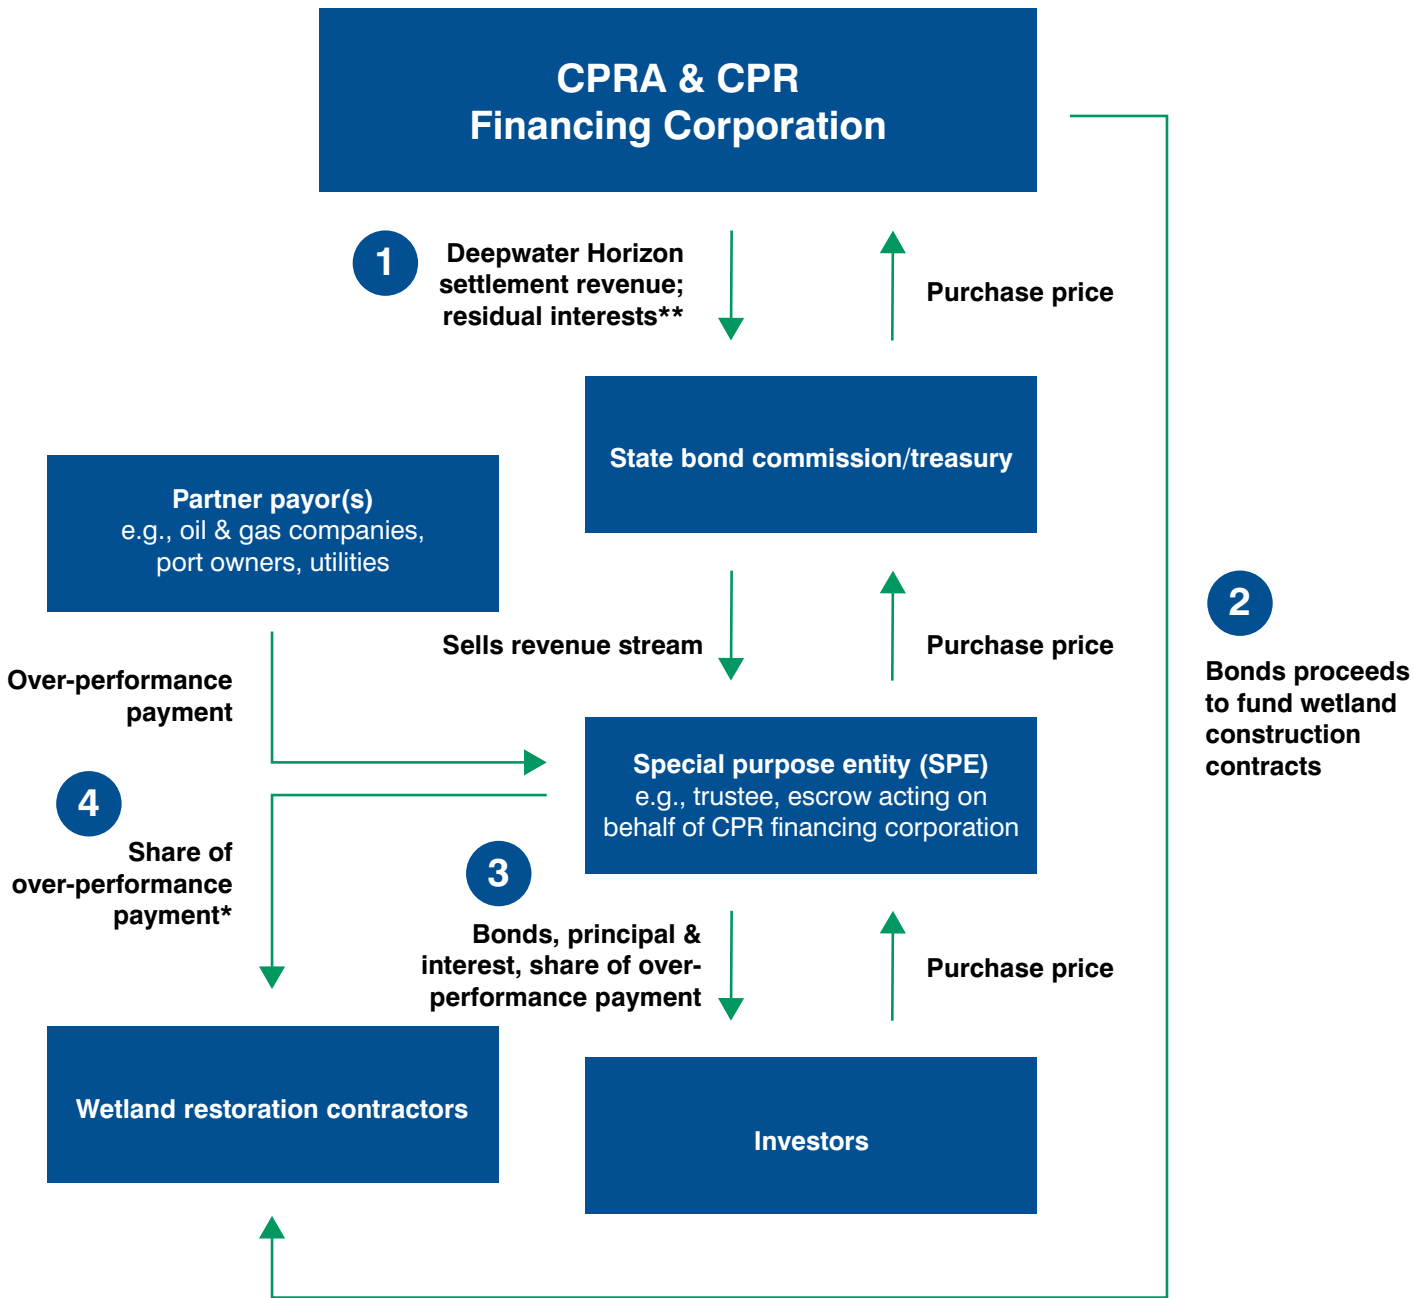 CPRA & CPR
Financing Corporation
1
Deepwater Horizon
settlement revenue;
residual interests**
Purchase price
State bond commission/treasury
Partner payor(s)
e.g., oil & gas companies,
port owners, utilities
Sells revenue stream
Purchase price
2
Bonds proceeds
to fund wetland
construction
contracts
Over-performance
payment
Special purpose entity (SPE)
e.g., trustee, escrow acting on
behalf of CPR financing corporation
4
Share of
over-performance
payment*
3
Bonds, principal &
interest, share of over-
performance payment
Purchase price
Wetland restoration contractors
Investors